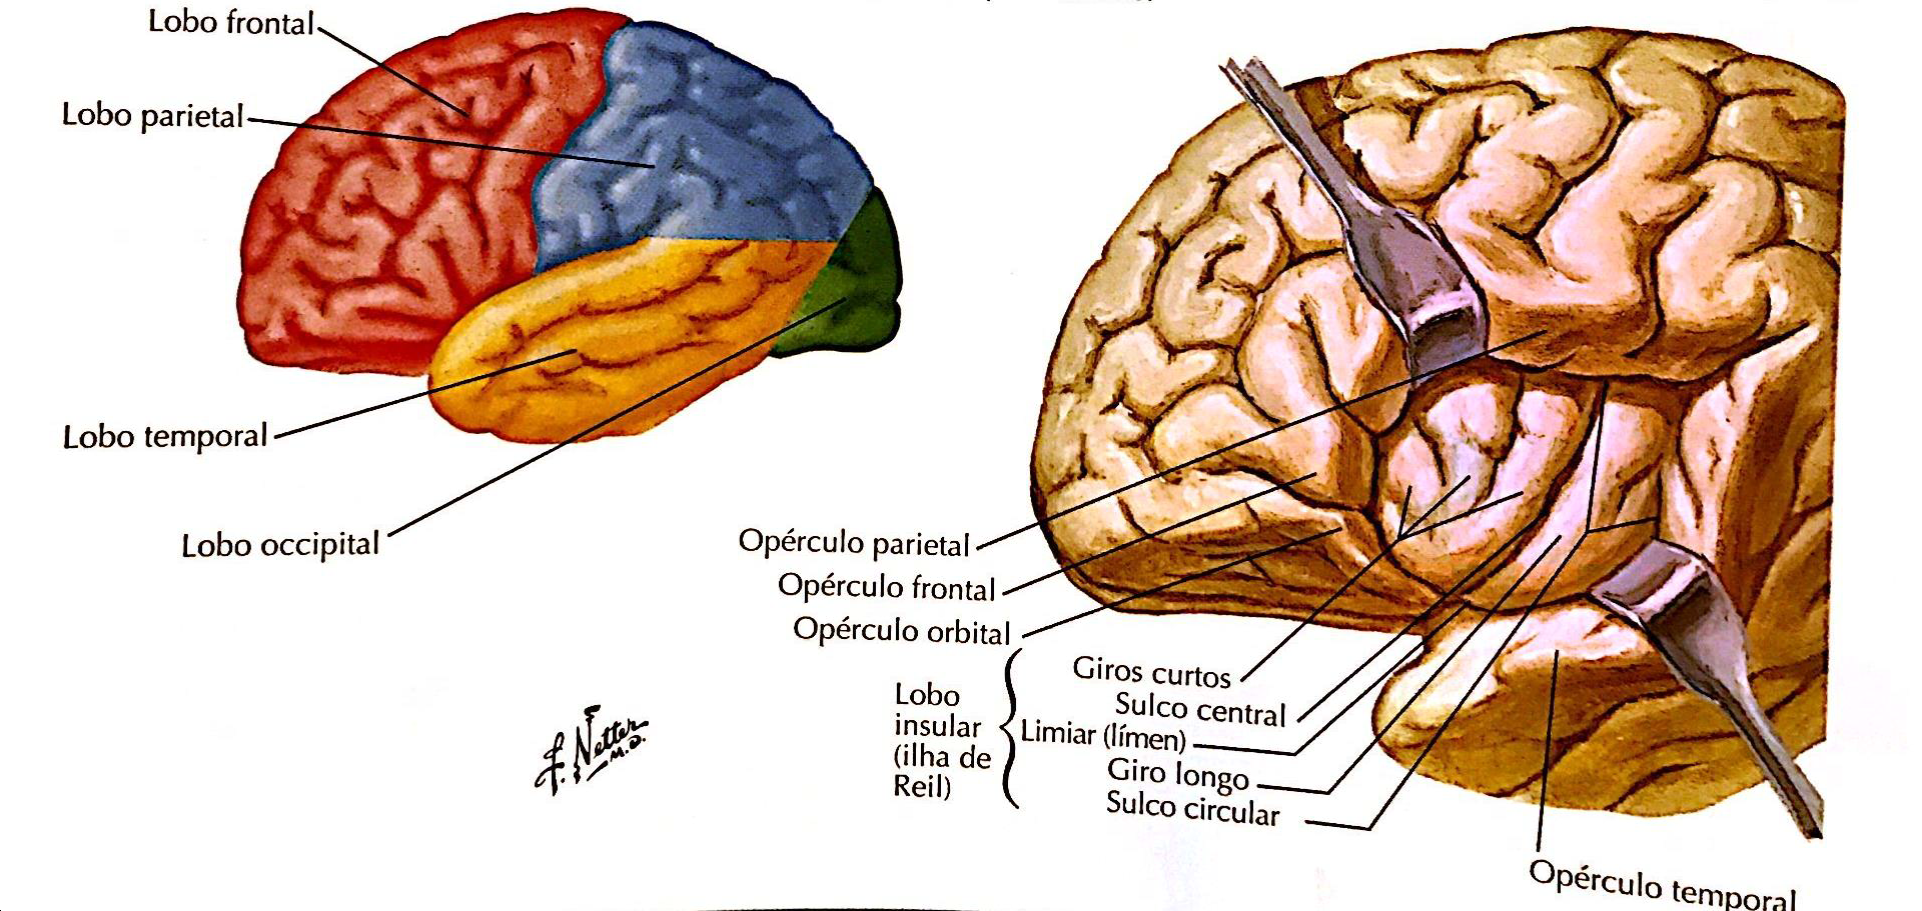 Lobo frontal
Lobo parietal
Lobo temporal
Lobo occipital
Opérculo parietal
Opérculo frontal
Opérculo orbital
Lobo
insular
(ilha de
Reil)
Giros curtos
Sulco central
Limiar (límen)
Giro longo
Sulco circular
Opérculo temporal
F. Netter
M.D.